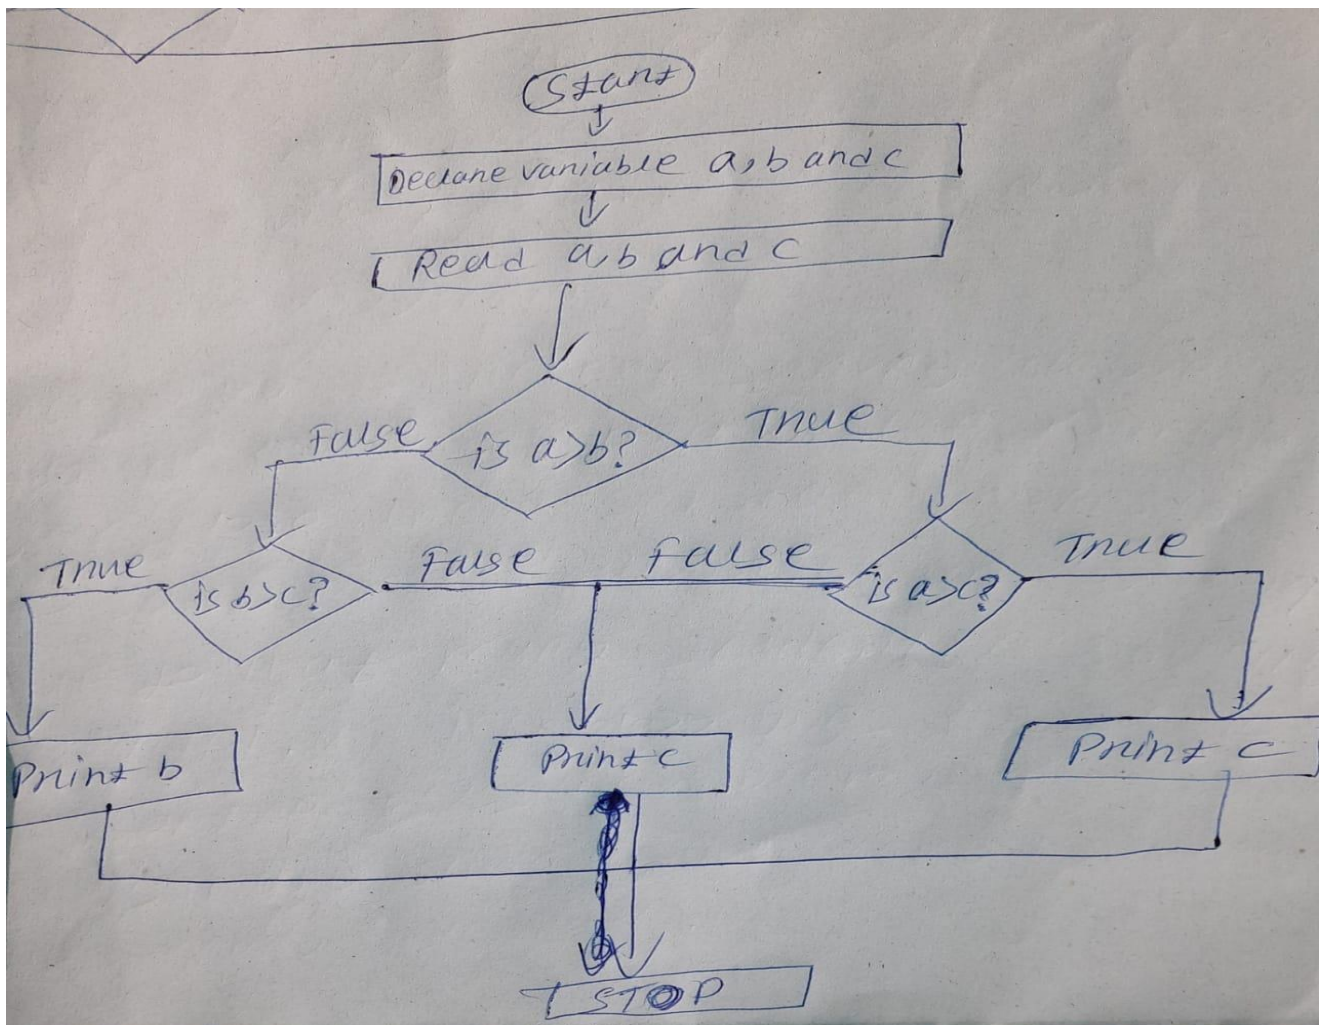 Start
Declare variable a, b and c
Read a, b and c
is a>b?
False
True
is b>c?
True
False
False
is a>c?
True
Print b
Print c
Print c
STOP